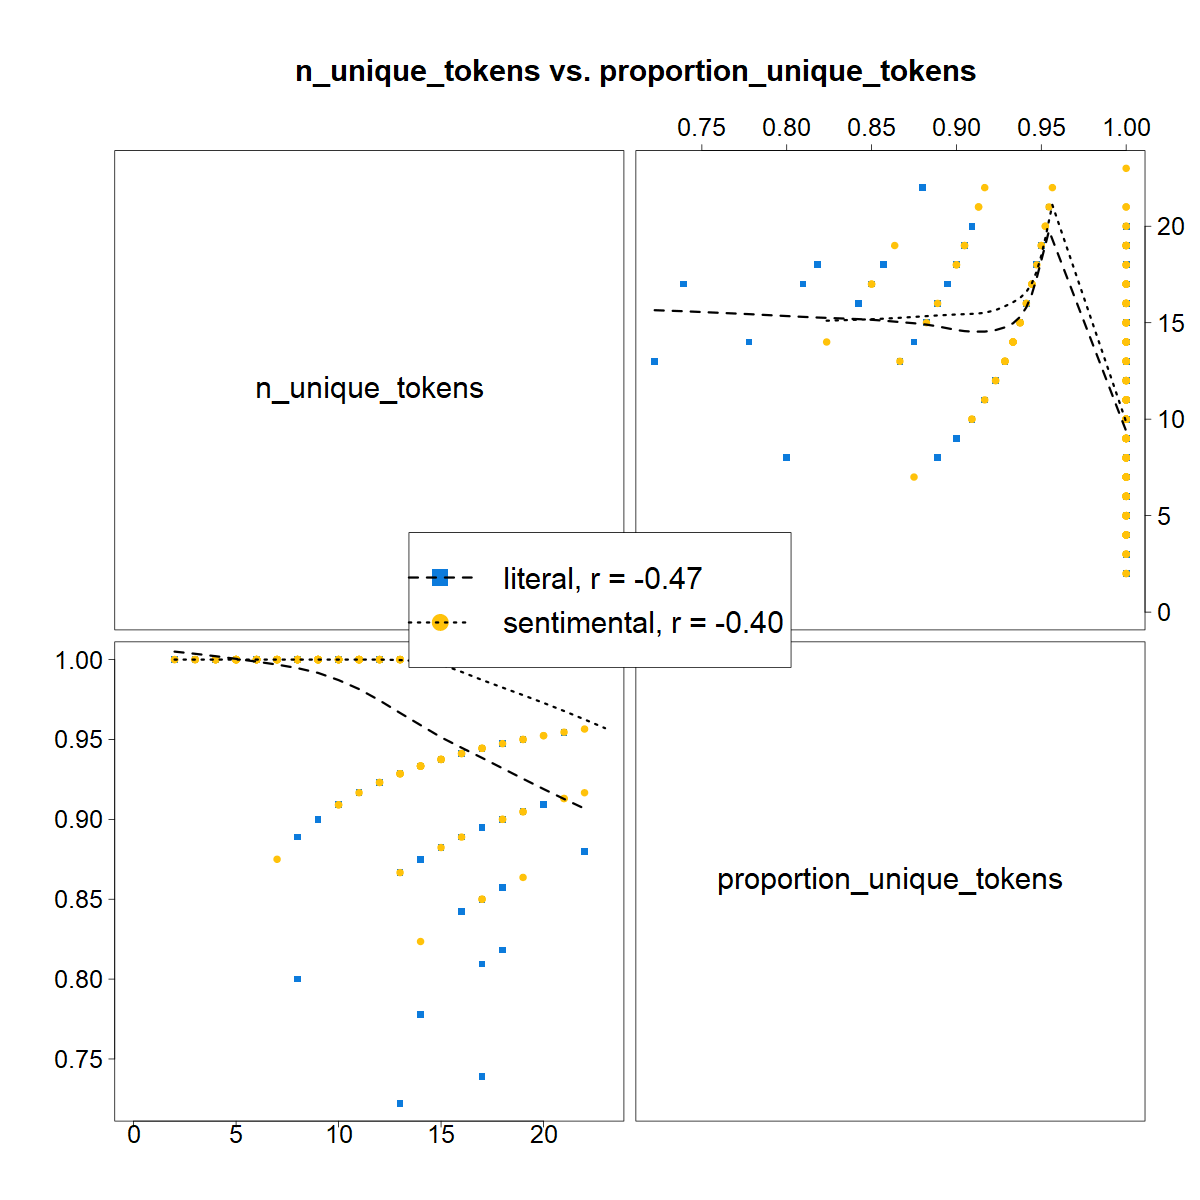 n_unique_tokens vs. proportion_unique_tokens
0.75 0.80 0.85 0.90 0.95 1.00
n_unique_tokens
20
15
10
5
0
literal, r = -0.47
sentimental, r = -0.40
1.00
0.95
0.90
0.85
0.80
0.75
proportion_unique_tokens
0 5 10 15 20